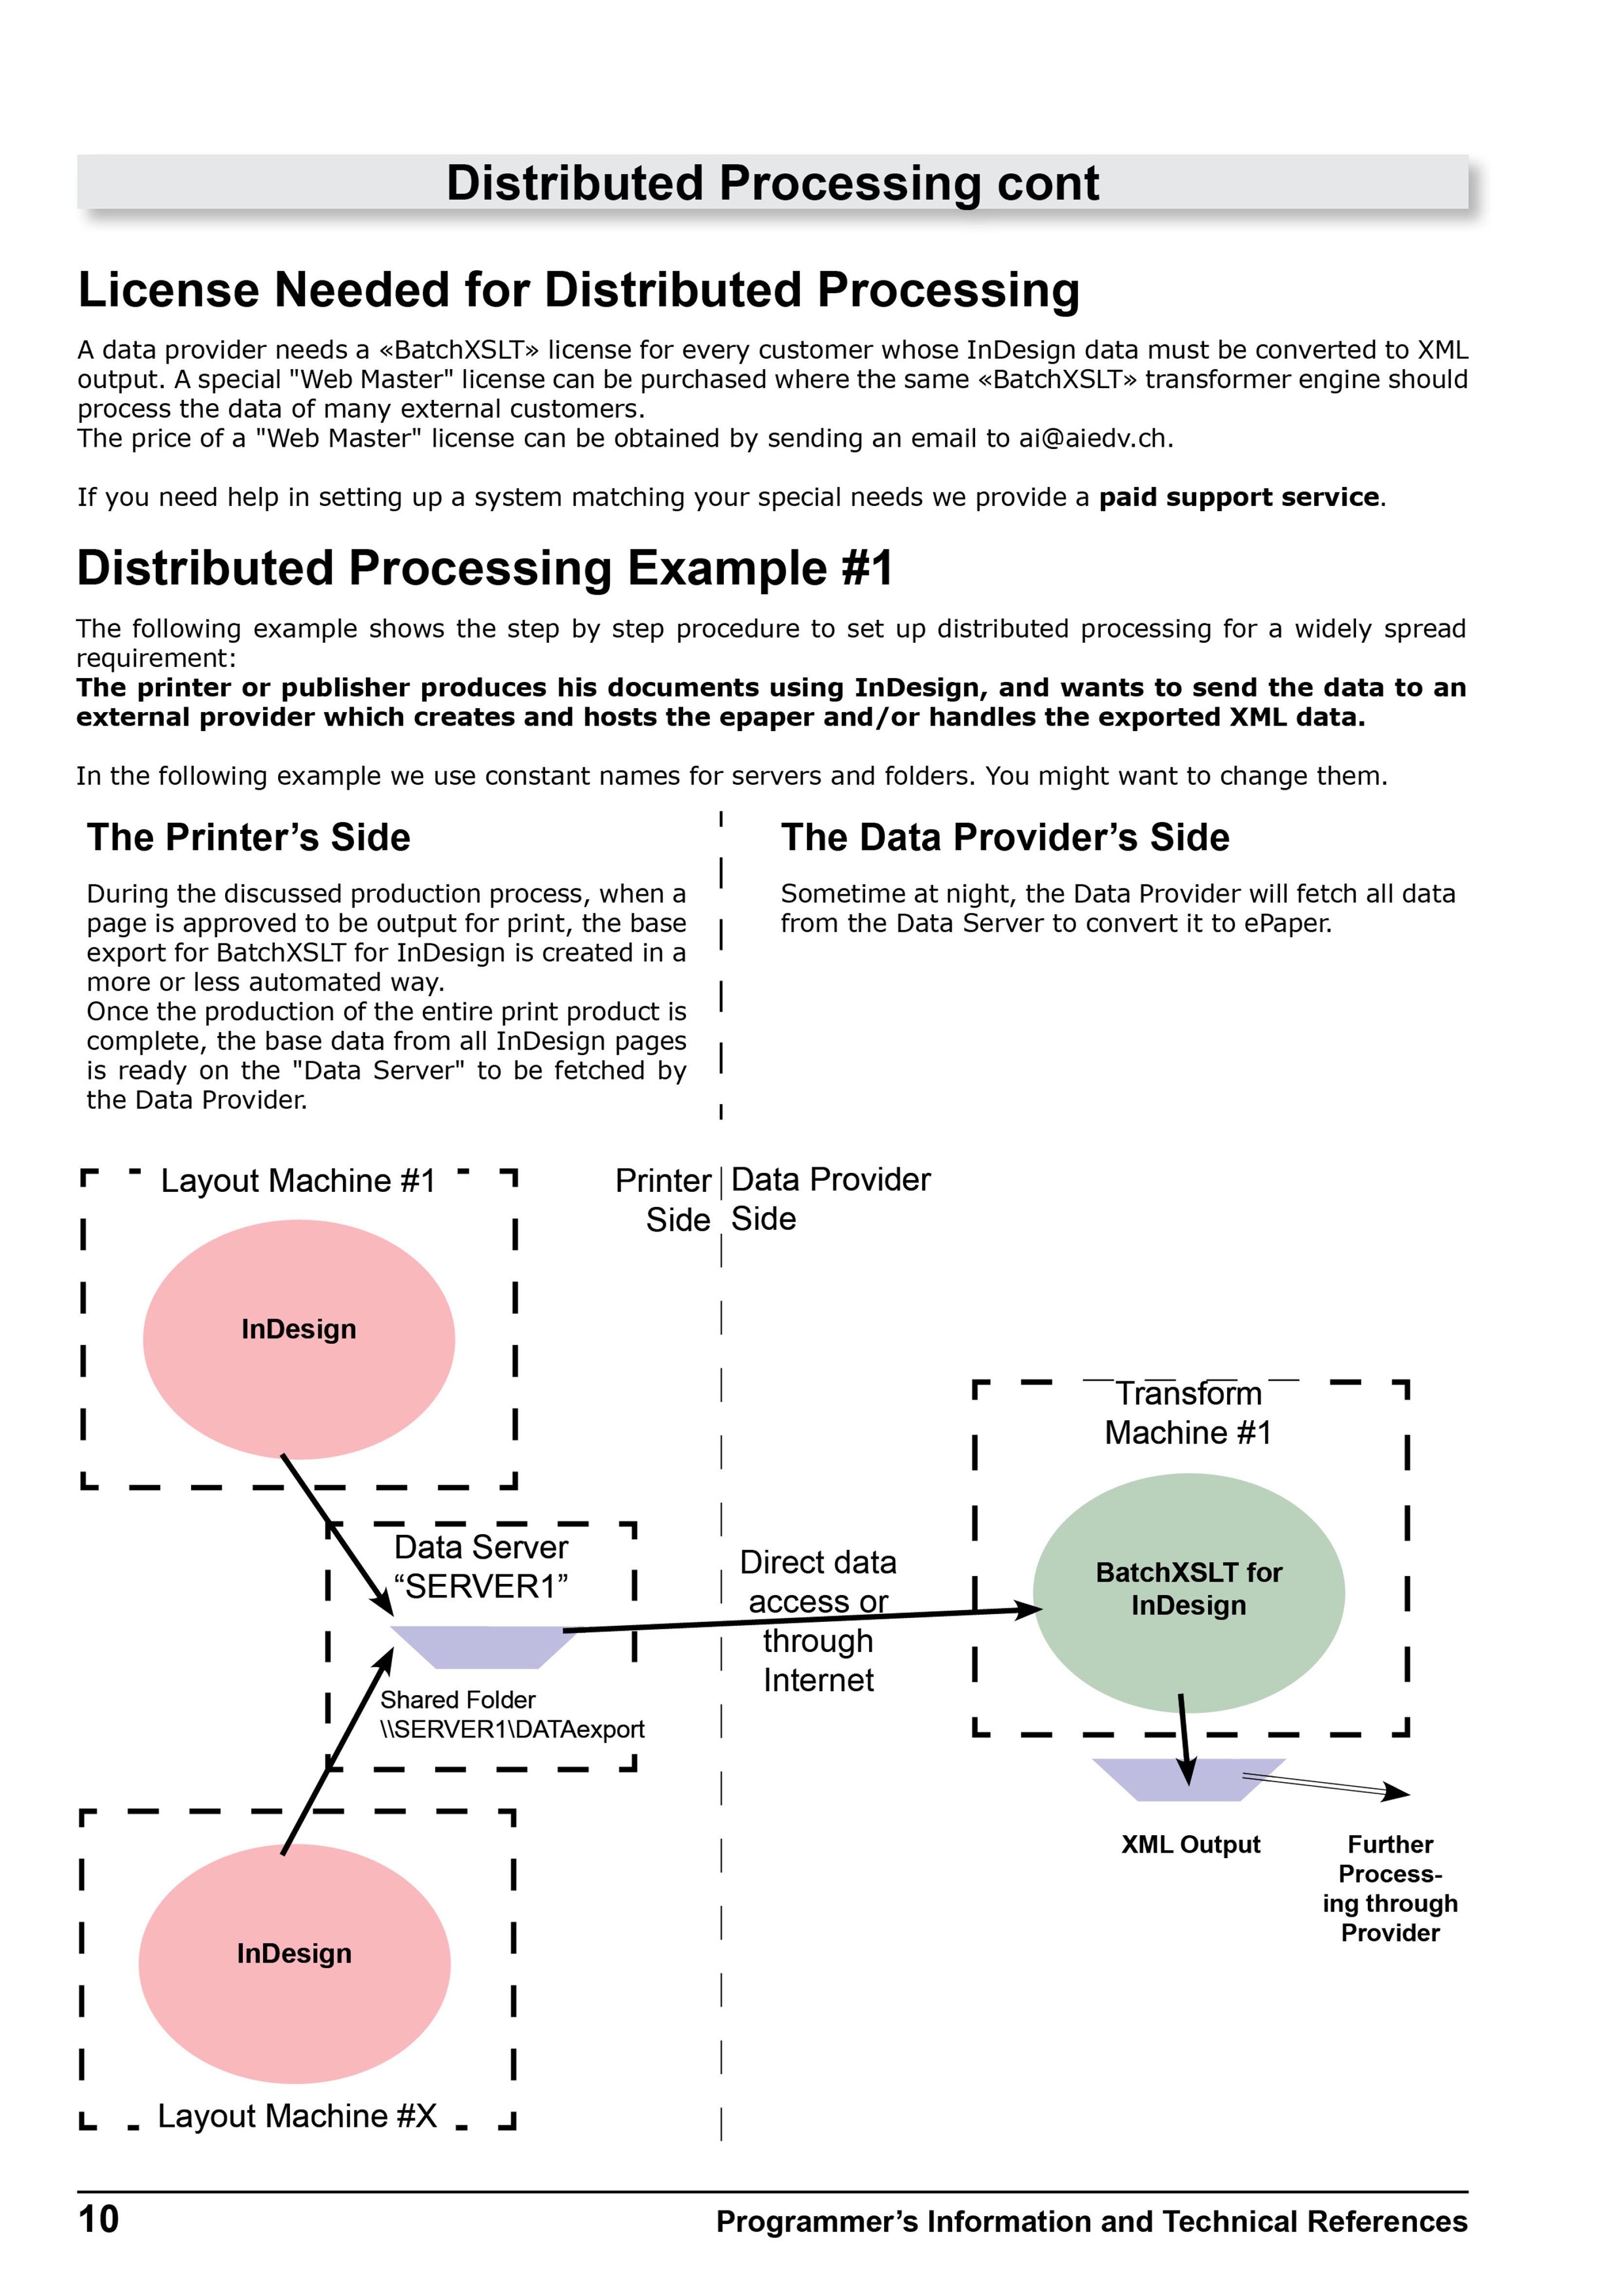 Distributed Processing cont
License Needed for Distributed Processing
A data provider needs a «BatchXSLT» license for every customer whose InDesign data must be converted to XML
output. A special "Web Master" license can be purchased where the same «BatchXSLT» transformer engine should
process the data of many external customers.
The price of a "Web Master" license can be obtained by sending an email to ai@aiedv.ch.
If you need help in setting up a system matching your special needs we provide a paid support service.
Distributed Processing Example #1
The following example shows the step by step procedure to set up distributed processing for a widely spread
requirement:
The printer or publisher produces his documents using InDesign, and wants to send the data to an
external provider which creates and hosts the epaper and/or handles the exported XML data.
In the following example we use constant names for servers and folders. You might want to change them.
The Printer’s Side
During the discussed production process, when a
page is approved to be output for print, the base
export for BatchXSLT for InDesign is created in a
more or less automated way.
Once the production of the entire print product is
complete, the base data from all InDesign pages
is ready on the "Data Server" to be fetched by
the Data Provider.
The Data Provider’s Side
Sometime at night, the Data Provider will fetch all data
from the Data Server to convert it to ePaper.
Layout Machine #1
InDesign
Printer
Side
Data Provider
Side
Transform
Machine #1
BatchXSLT for
InDesign
Data Server
“SERVER1”
Shared Folder
\\SERVER1\DATAexport
Direct data
access or
through
Internet
XML Output
Further
Process-
ing through
Provider
InDesign
Layout Machine #X
10
Programmer’s Information and Technical References